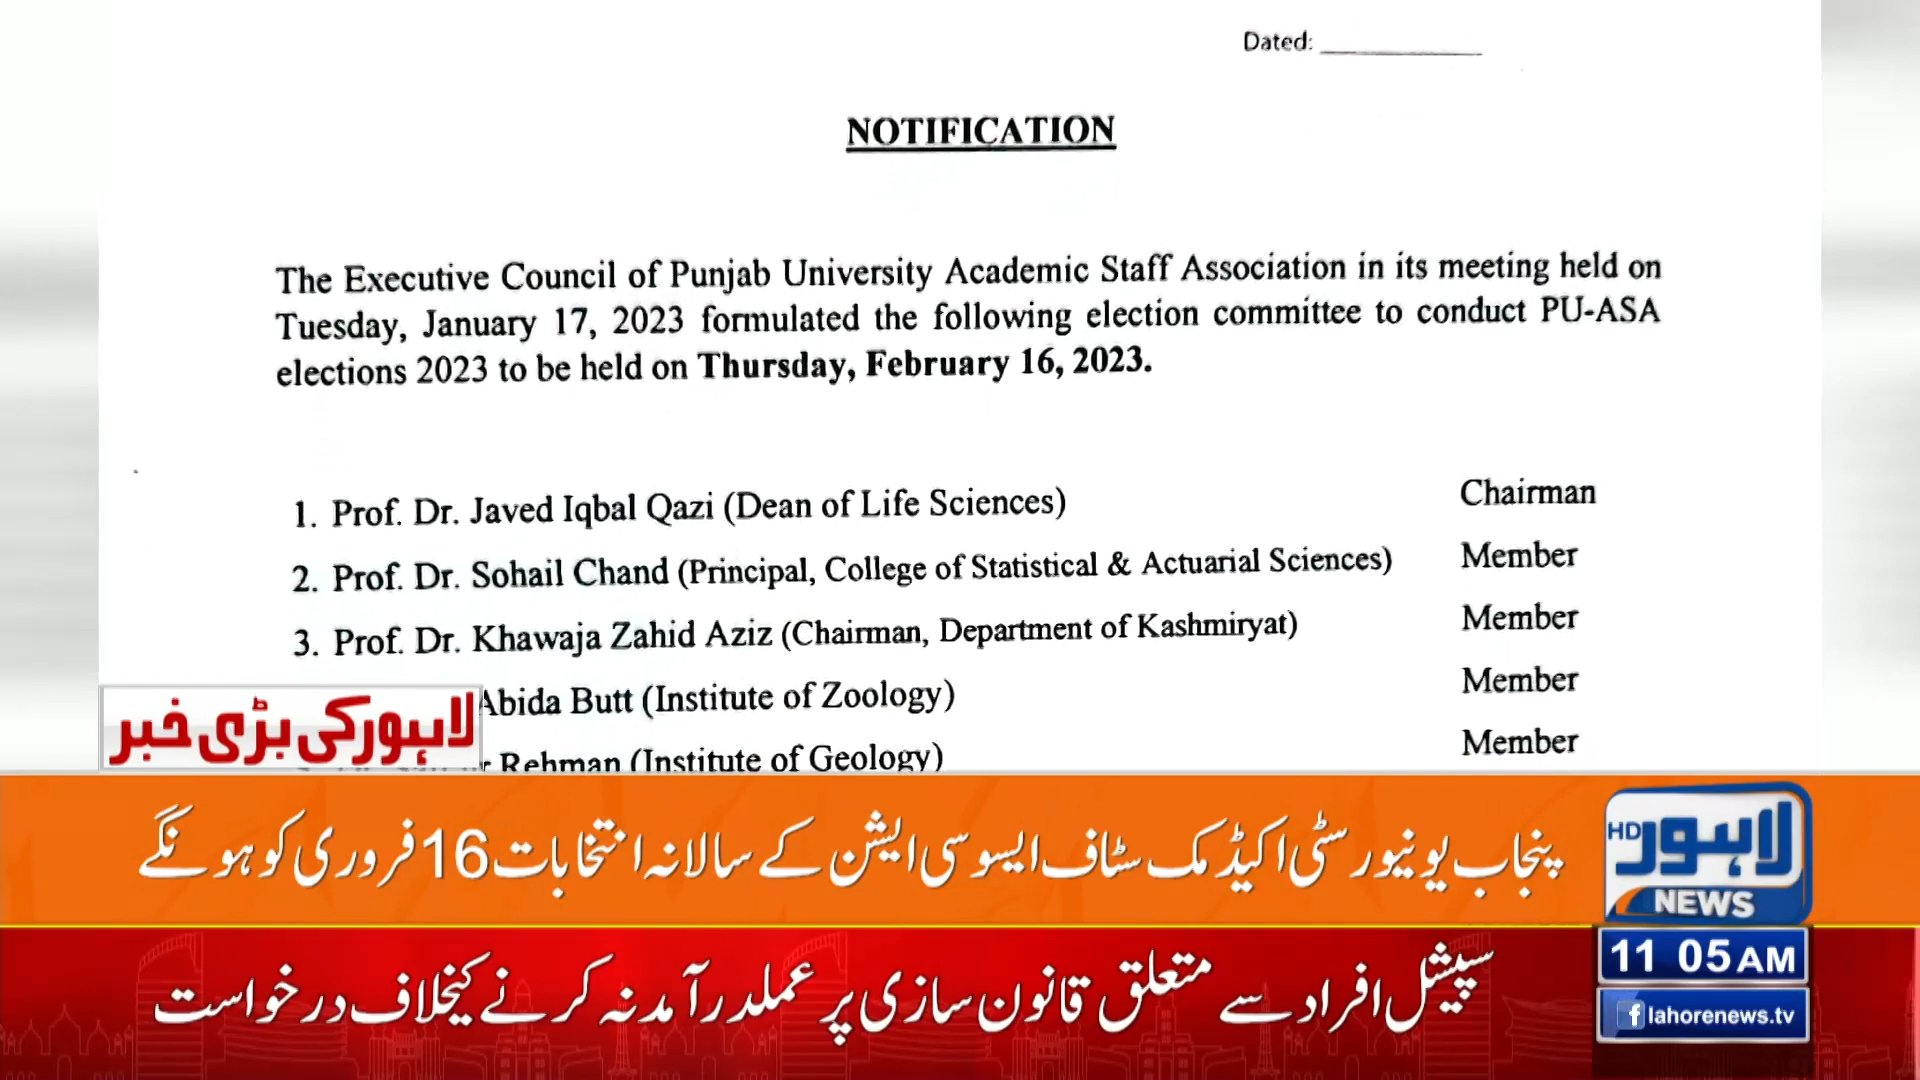 Dated: ____________
NOTIFICATION
The Executive Council of Punjab University Academic Staff Association in its meeting held on
Tuesday, January 17, 2023 formulated the following election committee to conduct PU-ASA
elections 2023 to be held on Thursday, February 16, 2023.
1. Prof. Dr. Javed Iqbal Qazi (Dean of Life Sciences) Chairman
2. Prof. Dr. Sohail Chand (Principal, College of Statistical & Actuarial Sciences) Member
3. Prof. Dr. Khawaja Zahid Aziz (Chairman, Department of Kashmiryat) Member
Abida Butt (Institute of Zoology) Member
Rehman (Institute of Geology) Member
لاہور کی بڑی خبر
پنجاب یونیورسٹی اکیڈمک سٹاف ایسوسی ایشن کے سالانہ انتخابات 16 فروری کو ہونگے
لاہور HD
NEWS
سپیشل افراد سے متعلق قانون سازی پر عملدرآمد نہ کرنے کیخلاف درخواست
11 05 AM
f lahorenews.tv